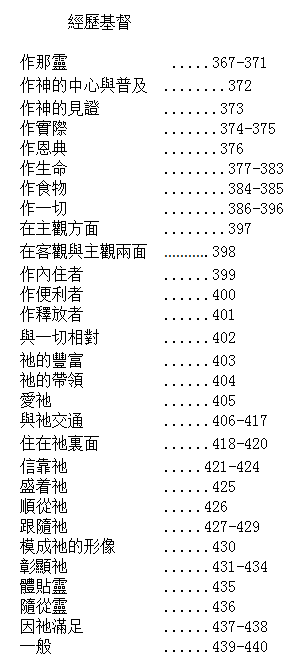 經歷基督
作那靈 .....367-371
作神的中心與普及 ........372
作神的見證 .......373
作實際 ........374-375
作恩典 ........376
作生命 .........377-383
作食物 .........384-385
作一切 .........386-396
在主觀方面 .........397
在客觀與主觀兩面 ...........398
作內住者 ......399
作便利者 ......400
作釋放者 ......401
與一切相對 ......402
祂的豐富 ......403
祂的帶領 ......404
愛祂 ......405
與祂交通 ......406-417
住在祂裏面 ......418-420
信靠祂 .....421-424
盛着祂 ......425
順從祂 .....426
跟隨祂 .....427-429
模成祂的形像 ......430
彰顯祂 ......431-434
體貼靈 ......435
隨從靈 ......436
因祂滿足 ......437-438
一般 ......439-440